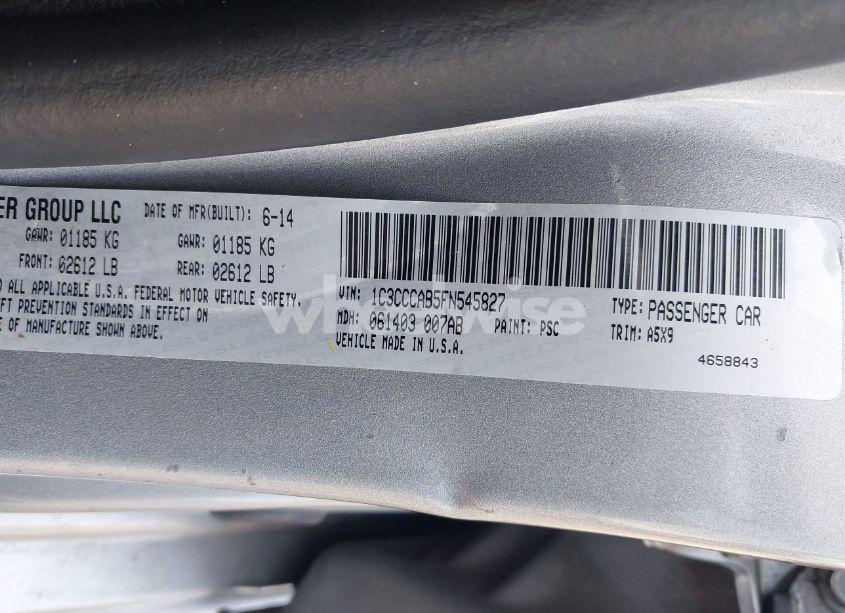 ER GROUP LLC
DATE OF MFR(BUILT): 6-14
GAWR: 01185 KG
GAWR: 01185 KG
FRONT: 02612 LB
REAR: 02612 LB
D ALL APPLICABLE U.S.A. FEDERAL MOTOR VEHICLE SAFETY,
EFT PREVENTION STANDARDS IN EFFECT ON
E OF MANUFACTURE SHOWN ABOVE.
VIN: 1C3CCCAB5FN545827
TYPE: PASSENGER CAR
MDH: 061403 007AB
PAINT: PSC
TRIM: A5X9
VEHICLE MADE IN U.S.A.
4658843